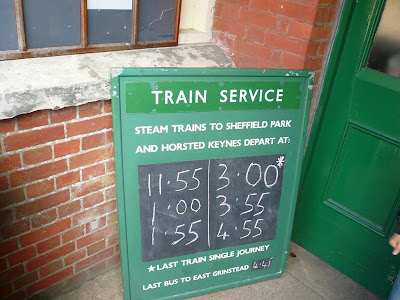 TRAIN SERVICE
STEAM TRAINS TO SHEFFIELD PARK
AND HORSTED KEYNES DEPART AT:
11.55 3.00*
1.00 3.55
1.55 4.55
★ LAST TRAIN SINGLE JOURNEY
LAST BUS TO EAST GRINSTEAD 4.45